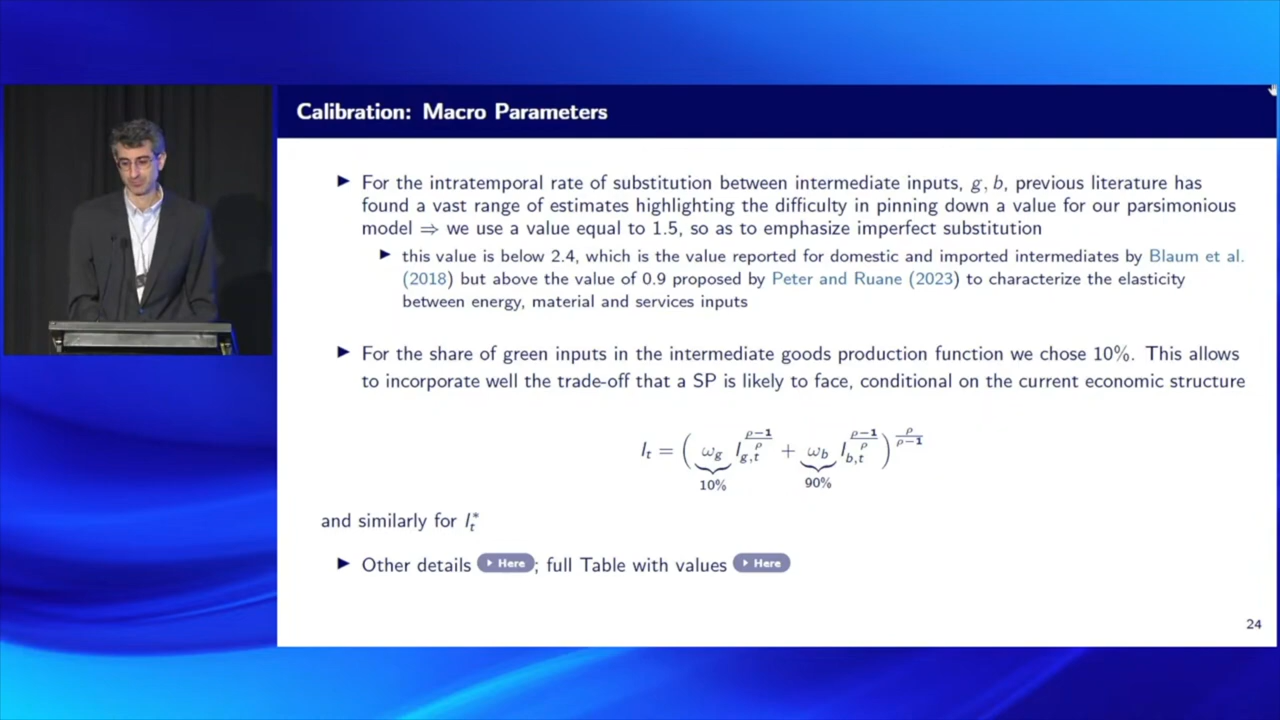 Calibration: Macro Parameters
► For the intratemporal rate of substitution between intermediate inputs, g, b, previous literature has
found a vast range of estimates highlighting the difficulty in pinning down a value for our parsimonious
model ⇒ we use a value equal to 1.5, so as to emphasize imperfect substitution
► this value is below 2.4, which is the value reported for domestic and imported intermediates by Blaum et al.
(2018) but above the value of 0.9 proposed by Peter and Ruane (2023) to characterize the elasticity
between energy, material and services inputs
► For the share of green inputs in the intermediate goods production function we chose 10%. This allows
to incorporate well the trade-off that a SP is likely to face, conditional on the current economic structure
I_t = ( ω_g I_{g,t}^{(ρ−1)/ρ} + ω_b I_{b,t}^{(ρ−1)/ρ} )^{ρ/(ρ−1)}
10% 90%
and similarly for I_t^*
► Other details ► Here ; full Table with values ► Here
24